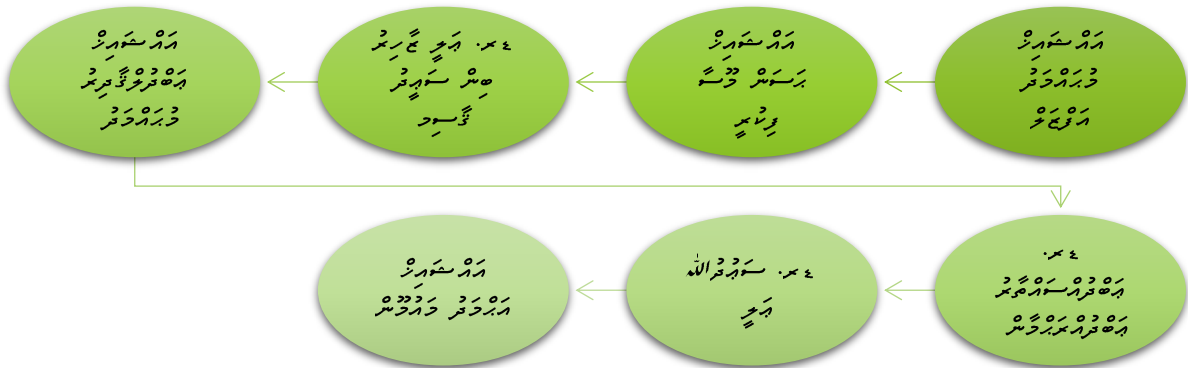 އައްޝައިޚް
މުޙައްމަދު
އަފްޒަލް
އައްޝައިޚް
ޙަސަން މޫސާ
ފިކުރީ
ޑރ. ޢަލީ ޒާހިރު
ބިން ސަޢީދު
ޤާސިމް
އައްޝައިޚް
ޢަބްދުލްޤާދިރު
މުޙައްމަދު
ޑރ.
ޢަބްދުއްސައްތާރު
ޢަބްދުއްރަޙްމާން
ޑރ. ސަޢުދުﷲ
ޢަލީ
އައްޝައިޚް
އަޙްމަދު މައުމޫން